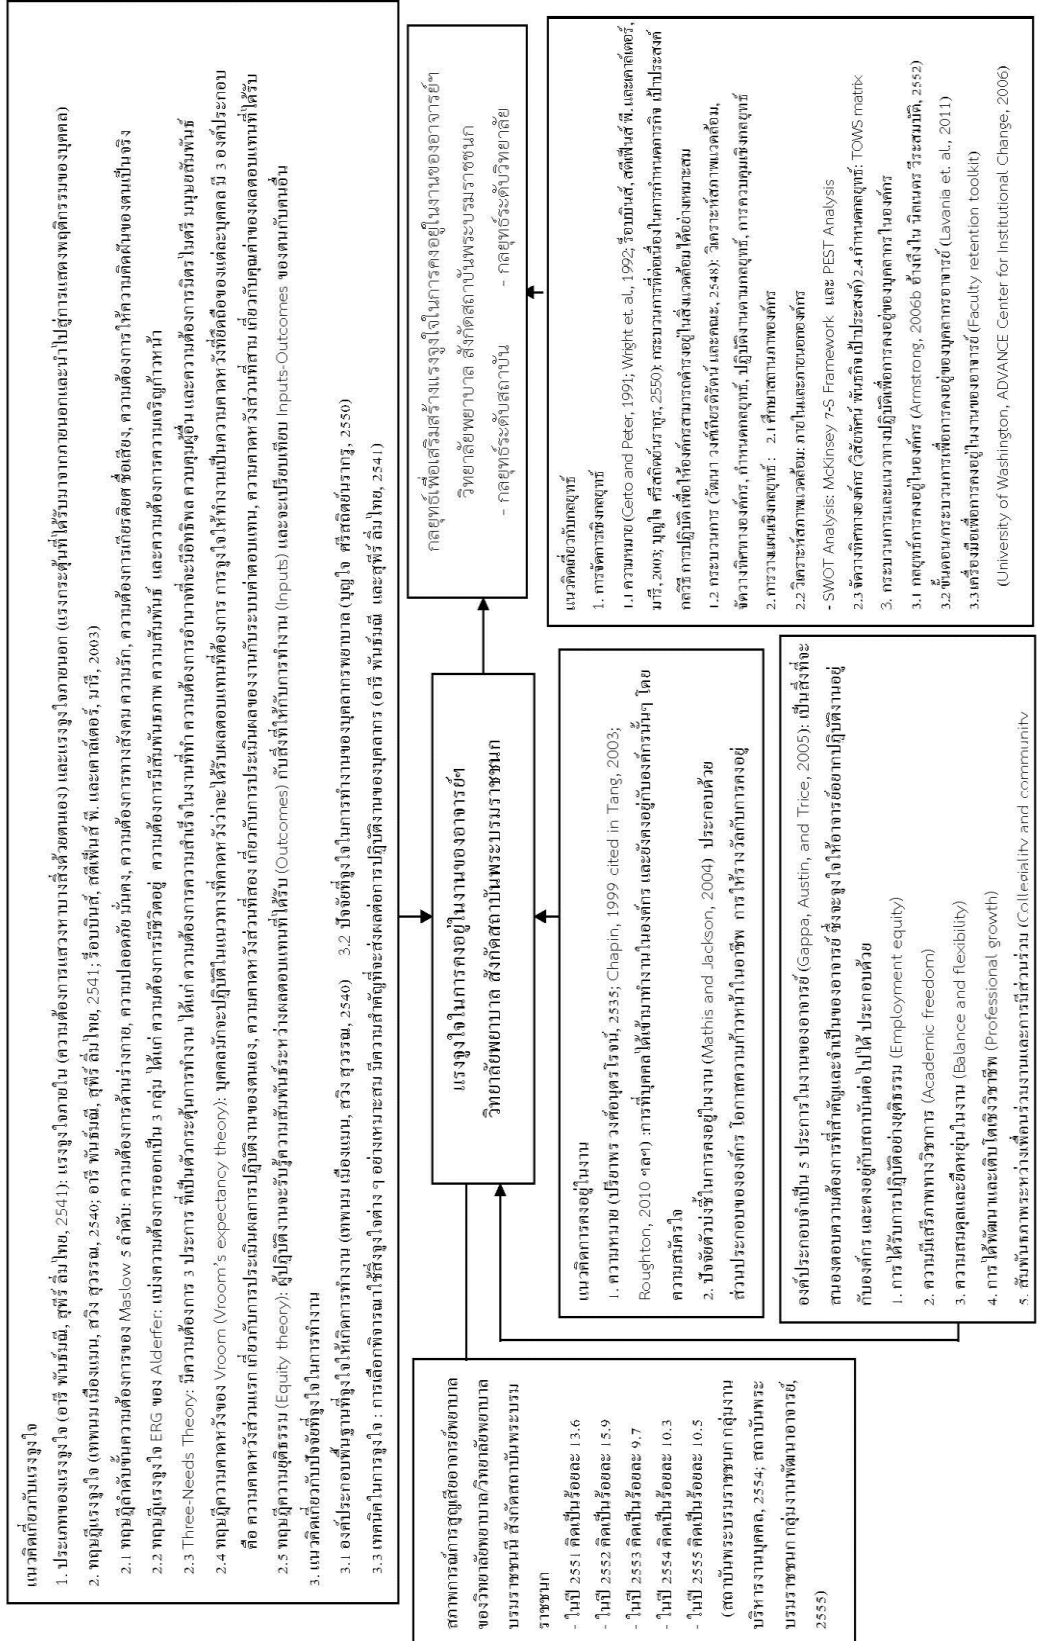 แนวคิดเกี่ยวกับแรงจูงใจ
1. ประเภทของแรงจูงใจ (อารี พันธ์มณี, สุพีร์ ลิ่มไทย, 2541): แรงจูงใจภายใน (ความต้องการแสวงหาบางสิ่งด้วยตนเอง) และแรงจูงใจภายนอก (แรงกระตุ้นที่ได้รับมาจากภายนอกและนำไปสู่การแสดงพฤติกรรมของบุคคล)
2. ทฤษฎีแรงจูงใจ (เทพนม เมืองแมน, สวิง สุวรรณ, 2540; อารี พันธ์มณี, สุพีร์ ลิ่มไทย, 2541; ร็อบบินส์, สตีเฟ็นส์ พี. และเคาล์เตอร์, มารี, 2003)
2.1 ทฤษฎีลำดับขั้นความต้องการของ Maslow 5 ลำดับ: ความต้องการด้านร่างกาย, ความปลอดภัย มั่นคง, ความต้องการทางสังคม ความรัก, ความต้องการเกียรติยศ ชื่อเสียง, ความต้องการให้ความคิดฝันของตนเป็นจริง
2.2 ทฤษฎีแรงจูงใจ ERG ของ Alderfer: แบ่งความต้องการออกเป็น 3 กลุ่ม ได้แก่ ความต้องการมีชีวิตอยู่ ความต้องการมีสัมพันธภาพ ความสัมพันธ์ และความต้องการความเจริญก้าวหน้า
2.3 Three-Needs Theory: มีความต้องการ 3 ประการ ที่เป็นตัวกระตุ้นการทำงาน ได้แก่ ความต้องการความสำเร็จในงานที่ทำ ความต้องการอำนาจที่จะมีอิทธิพล ควบคุมผู้อื่น และความต้องการมิตรไมตรี มนุษยสัมพันธ์
2.4 ทฤษฎีความคาดหวังของ Vroom (Vroom's expectancy theory): บุคคลมักจะปฏิบัติในแนวทางที่คาดหวังว่าจะได้รับผลตอบแทนที่ต้องการ การจูงใจให้ทำงานเป็นความคาดหวังที่ยึดถือของแต่ละบุคคล มี 3 องค์ประกอบ
คือ ความคาดหวังส่วนแรก เกี่ยวกับการประเมินผลการปฏิบัติงานของตนเอง, ความคาดหวังส่วนที่สอง เกี่ยวกับการประเมินผลของงานกับระบบค่าตอบแทน, ความคาดหวังส่วนที่สาม เกี่ยวกับคุณค่าของผลตอบแทนที่ได้รับ
2.5 ทฤษฎีความยุติธรรม (Equity theory): ผู้ปฏิบัติงานจะรับรู้ความสัมพันธ์ระหว่างผลตอบแทนที่ได้รับ (Outcomes) กับสิ่งที่ให้กับการทำงาน (Inputs) และจะเปรียบเทียบ Inputs-Outcomes ของตนกับคนอื่น
3. แนวคิดเกี่ยวกับปัจจัยที่จูงใจในการทำงาน
3.1 องค์ประกอบพื้นฐานที่จูงใจให้เกิดการทำงาน (เทพนม เมืองแมน, สวิง สุวรรณ, 2540) 3.2 ปัจจัยที่จูงใจในการทำงานของบุคลากรพยาบาล (บุญใจ ศรีสถิตย์นรากูร, 2550)
3.3 เทคนิคในการจูงใจ : การเลือกพิจารณาใช้สิ่งจูงใจต่าง ๆ อย่างเหมาะสม มีความสำคัญที่จะส่งผลต่อการปฏิบัติงานของบุคลากร (อารี พันธ์มณี และสุพีร์ ลิ่มไทย, 2541)
สภาพการณ์การสูญเสียอาจารย์พยาบาล
ของวิทยาลัยพยาบาล/วิทยาลัยพยาบาล
บรมราชชนนี สังกัดสถาบันพระบรม
ราชชนก
- ในปี 2551 คิดเป็นร้อยละ 13.6
- ในปี 2552 คิดเป็นร้อยละ 15.9
- ในปี 2553 คิดเป็นร้อยละ 9.7
- ในปี 2554 คิดเป็นร้อยละ 10.3
- ในปี 2555 คิดเป็นร้อยละ 10.5
(สถาบันพระบรมราชชนก กลุ่มงาน
บริหารงานบุคคล, 2554; สถาบันพระ
บรมราชชนก กลุ่มงานพัฒนาอาจารย์,
2555)
แรงจูงใจในการคงอยู่ในงานของอาจารย์ฯ
วิทยาลัยพยาบาล สังกัดสถาบันพระบรมราชชนก
แนวคิดการคงอยู่ในงาน
1. ความหมาย (ปรียาพร วงศ์อนุตรโรจน์, 2535; Chapin, 1999 cited in Tang, 2003;
Roughton, 2010 ฯลฯ) :การที่บุคคลได้เข้ามาทำงานในองค์กร และยังคงอยู่กับองค์กรนั้นๆ โดย
ความสมัครใจ
2. ปัจจัยตัวบ่งชี้ในการคงอยู่ในงาน (Mathis and Jackson, 2004) ประกอบด้วย
ส่วนประกอบขององค์กร โอกาสความก้าวหน้าในอาชีพ การให้รางวัลกับการคงอยู่
องค์ประกอบจำเป็น 5 ประการในงานของอาจารย์ (Gappa, Austin, and Trice, 2005): เป็นสิ่งที่จะ
สนองตอบความต้องการที่สำคัญและจำเป็นของอาจารย์ ซึ่งจะจูงใจให้อาจารย์อยากปฏิบัติงานอยู่
กับองค์กร และคงอยู่กับสถาบันต่อไปได้ ประกอบด้วย
1. การได้รับการปฏิบัติอย่างยุติธรรม (Employment equity)
2. ความมีเสรีภาพทางวิชาการ (Academic freedom)
3. ความสมดุลและยืดหยุ่นในงาน (Balance and flexibility)
4. การได้พัฒนาและเติบโตเชิงวิชาชีพ (Professional growth)
5. สัมพันธภาพระหว่างเพื่อนร่วมงานและการมีส่วนร่วม (Collegiality and community
กลยุทธ์เพื่อเสริมสร้างแรงจูงใจในการคงอยู่ในงานของอาจารย์ฯ
วิทยาลัยพยาบาล สังกัดสถาบันพระบรมราชชนก
- กลยุทธ์ระดับสถาบัน - กลยุทธ์ระดับวิทยาลัย
แนวคิดเกี่ยวกับกลยุทธ์
1. การจัดการเชิงกลยุทธ์
1.1 ความหมาย (Certo and Peter, 1991; Wright et. al., 1992; ร็อบบินส์, สตีเฟ็นส์ พี. และเคาล์เตอร์,
มารี, 2003; บุญใจ ศรีสถิตย์นรากูร, 2550): กระบวนการที่ต่อเนื่องในการกำหนดภารกิจ เป้าประสงค์
กลวิธี การปฏิบัติ เพื่อให้องค์กรสามารถดำรงอยู่ในสิ่งแวดล้อมได้อย่างเหมาะสม
1.2 กระบวนการ (วัฒนา วงศ์เกียรติรัตน์ และคณะ, 2548): วิเคราะห์สภาพแวดล้อม,
จัดวางทิศทางองค์กร, กำหนดกลยุทธ์, ปฏิบัติงานตามกลยุทธ์, การควบคุมเชิงกลยุทธ์
2. การวางแผนเชิงกลยุทธ์ : 2.1 ศึกษาสถานภาพองค์กร
2.2 วิเคราะห์สภาพแวดล้อม: ภายในและภายนอกองค์กร
- SWOT Analysis: McKinsey 7-S Framework และ PEST Analysis
2.3 จัดวางทิศทางองค์กร (วิสัยทัศน์ พันธกิจ เป้าประสงค์) 2.4 กำหนดกลยุทธ์: TOWS matrix
3. กระบวนการและแนวทางปฏิบัติเพื่อการคงอยู่ของบุคลากรในองค์กร
3.1 กลยุทธ์การคงอยู่ในองค์กร (Armstrong, 2006b อ้างถึงใน นิลเนตร วีระสมบัติ, 2552)
3.2 ขั้นตอน/กระบวนการเพื่อการคงอยู่ของบุคลากรอาจารย์ (Lavania et. al., 2011)
3.3 เครื่องมือเพื่อการคงอยู่ในงานของอาจารย์ (Faculty retention toolkit)
(University of Washington, ADVANCE Center for Institutional Change, 2006)